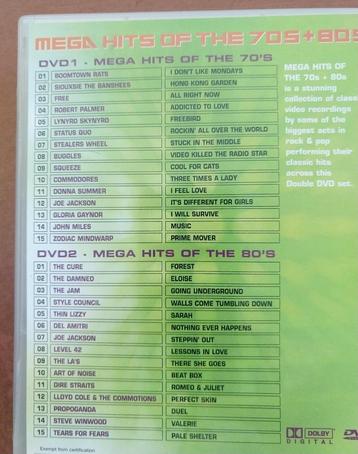 MEGA HITS OF THE 70S + 80S
DVD1 - MEGA HITS OF THE 70'S
01 BOOMTOWN RATS I DON'T LIKE MONDAYS
02 SIOUXSIE THE BANSHEES HONG KONG GARDEN
03 FREE ALL RIGHT NOW
04 ROBERT PALMER ADDICTED TO LOVE
05 LYNYRD SKYNYRD FREEBIRD
06 STATUS QUO ROCKIN' ALL OVER THE WORLD
07 STEALERS WHEEL STUCK IN THE MIDDLE
08 BUGGLES VIDEO KILLED THE RADIO STAR
09 SQUEEZE COOL FOR CATS
10 COMMODORES THREE TIMES A LADY
11 DONNA SUMMER I FEEL LOVE
12 JOE JACKSON IT'S DIFFERENT FOR GIRLS
13 GLORIA GAYNOR I WILL SURVIVE
14 JOHN MILES MUSIC
15 ZODIAC MINDWARP PRIME MOVER
DVD2 - MEGA HITS OF THE 80'S
01 THE CURE FOREST
02 THE DAMNED ELOISE
03 THE JAM GOING UNDERGROUND
04 STYLE COUNCIL WALLS COME TUMBLING DOWN
05 THIN LIZZY SARAH
06 DEL AMITRI NOTHING EVER HAPPENS
07 JOE JACKSON STEPPIN' OUT
08 LEVEL 42 LESSONS IN LOVE
09 THE LA'S THERE SHE GOES
10 ART OF NOISE BEAT BOX
11 DIRE STRAITS ROMEO & JULIET
12 LLOYD COLE & THE COMMOTIONS PERFECT SKIN
13 PROPOGANDA DUEL
14 STEVE WINWOOD VALERIE
15 TEARS FOR FEARS PALE SHELTER
Exempt from certification
MEGA HITS OF
THE 70s + 80s
is a stunning
collection of class
video recordings
by some of the
biggest acts in
rock & pop
performing their
classic hits
across this
Double DVD set.
DOLBY
DIGITAL